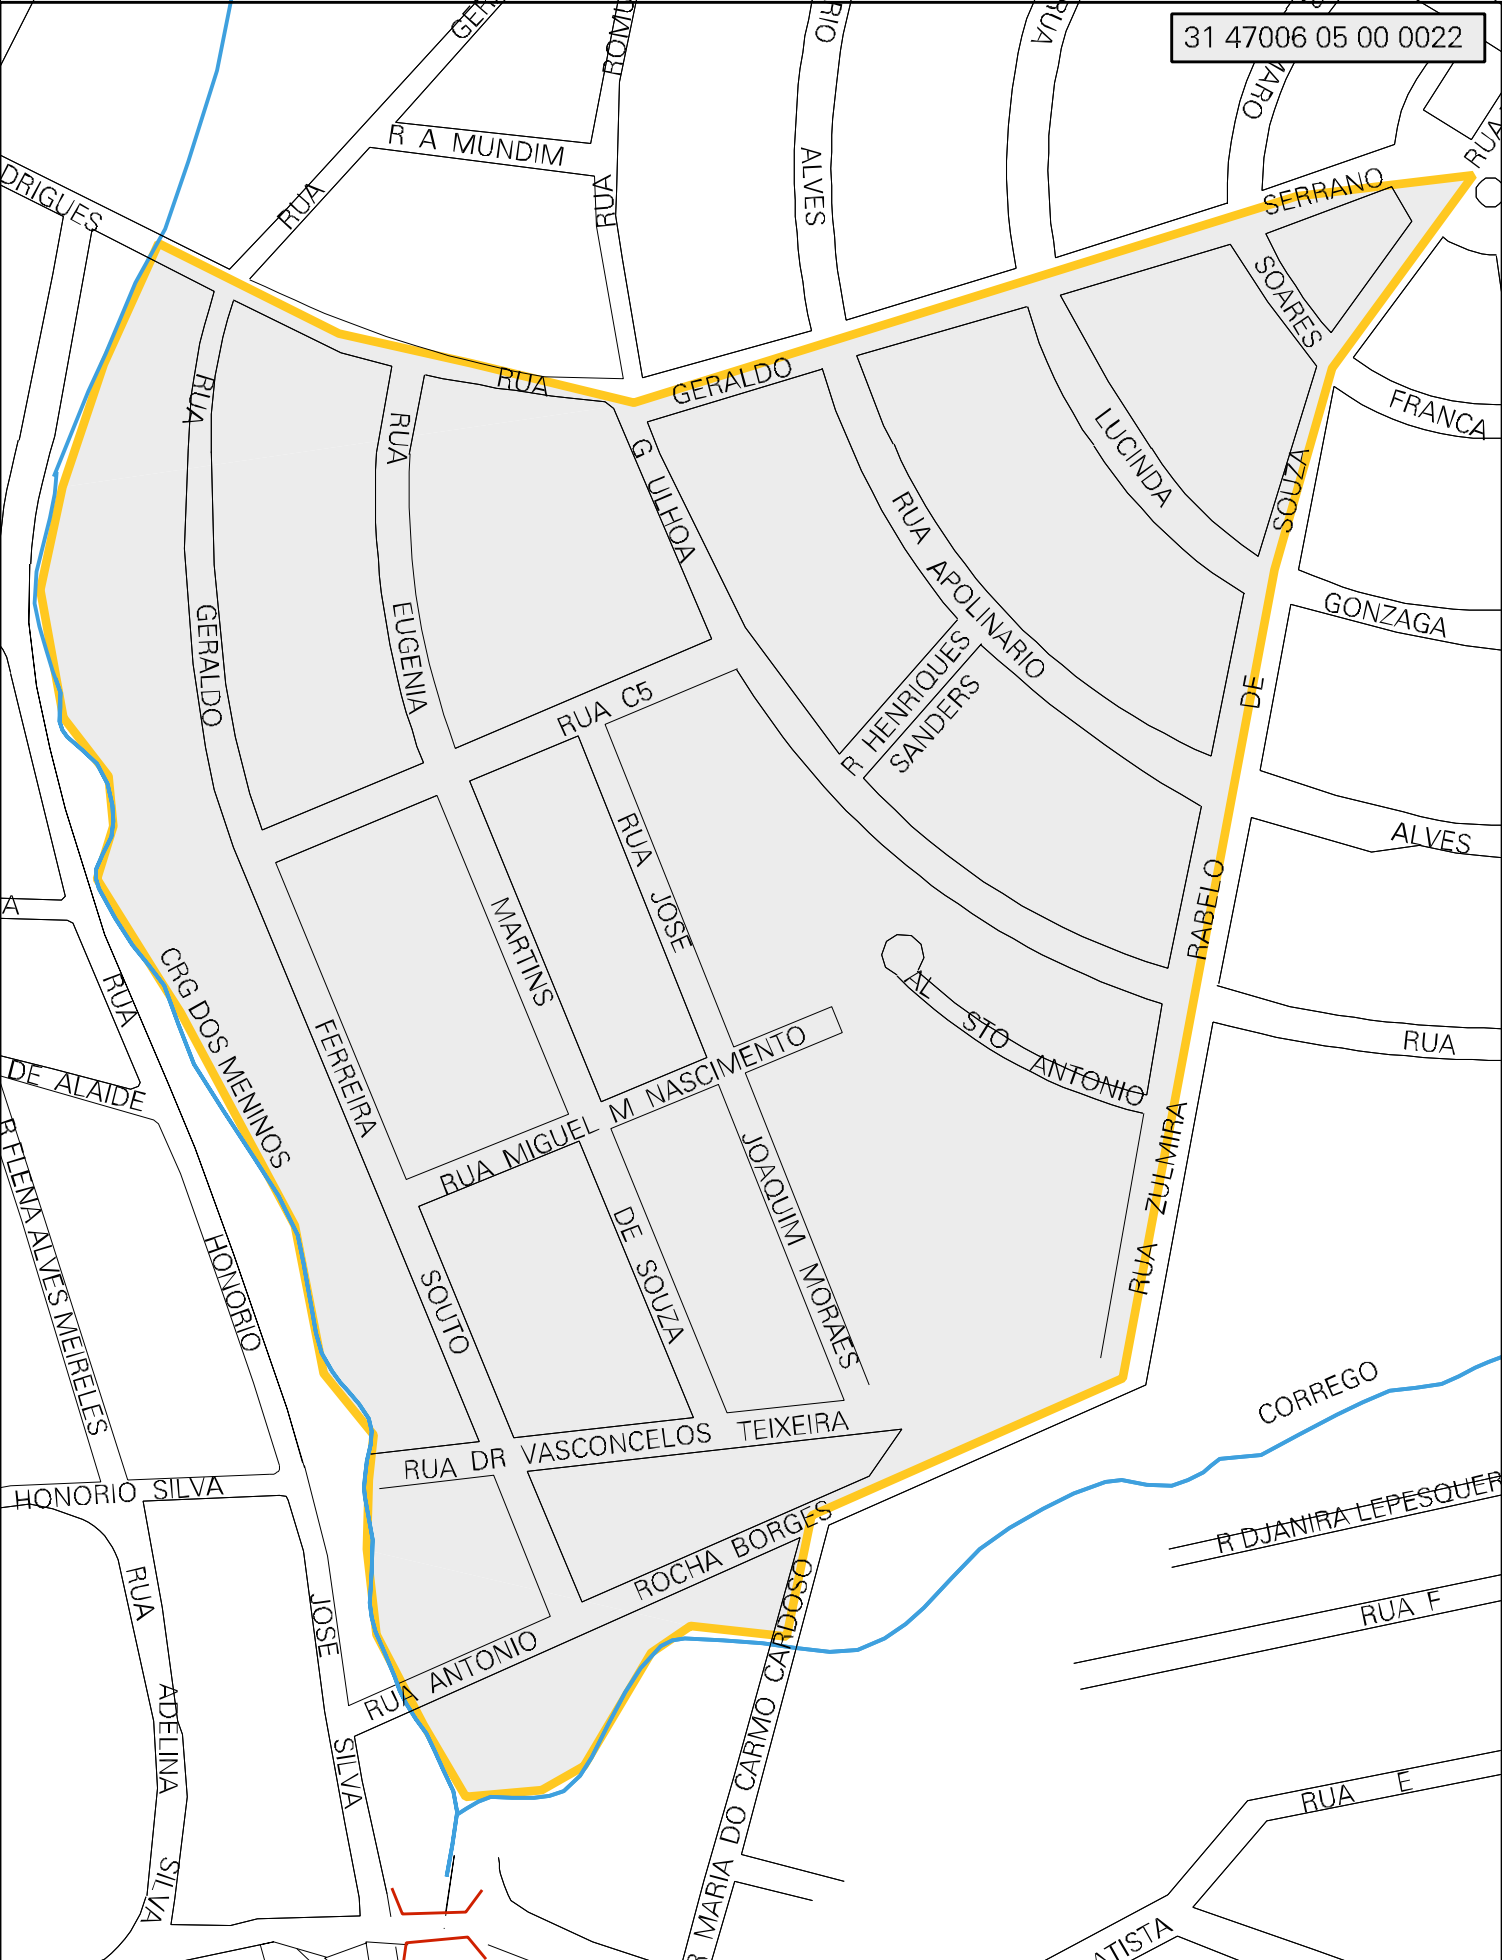 31 47006 05 00 0022
RUA
R A MUNDIM
RUA
RUA
ALVES
SERRANO
SOARES
RUA
GERALDO
RUA
RUA
G ULHOA
LUCINDA
FRANCA
SOUZA
RUA APOLINARIO
GONZAGA
GERALDO
EUGENIA
R HENRIQUES
SANDERS
DE
RUA C5
RUA JOSE
ALVES
RABELO
MARTINS
A
RUA
CRG DOS MENINOS
FERREIRA
AL STO ANTONIO
RUA
DE ALAIDE
RUA MIGUEL M NASCIMENTO
RUA ZULMIRA
JOAQUIM MORAES
DE SOUZA
SOUTO
HONORIO
R ELENA ALVES MEIRELES
CORREGO
RUA DR VASCONCELOS TEIXEIRA
HONORIO SILVA
R DJANIRA LEPESQUER
ROCHA BORGES
RUA F
RUA
JOSE
RUA ANTONIO
R MARIA DO CARMO CARDOSO
ADELINA
SILVA
RUA E
SILVA